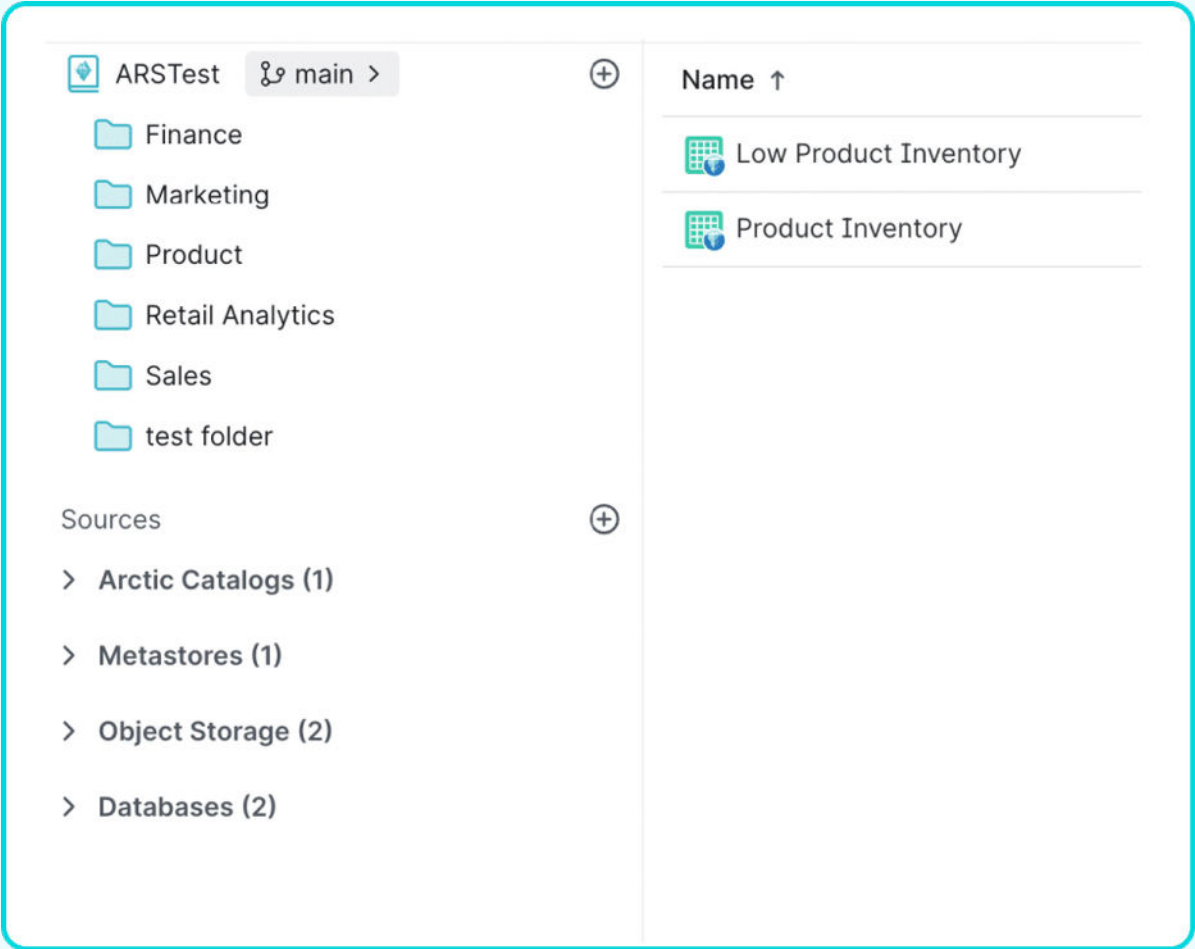 ARSTest main
Finance
Marketing
Product
Retail Analytics
Sales
test folder
Sources
Arctic Catalogs (1)
Metastores (1)
Object Storage (2)
Databases (2)
Name
Low Product Inventory
Product Inventory